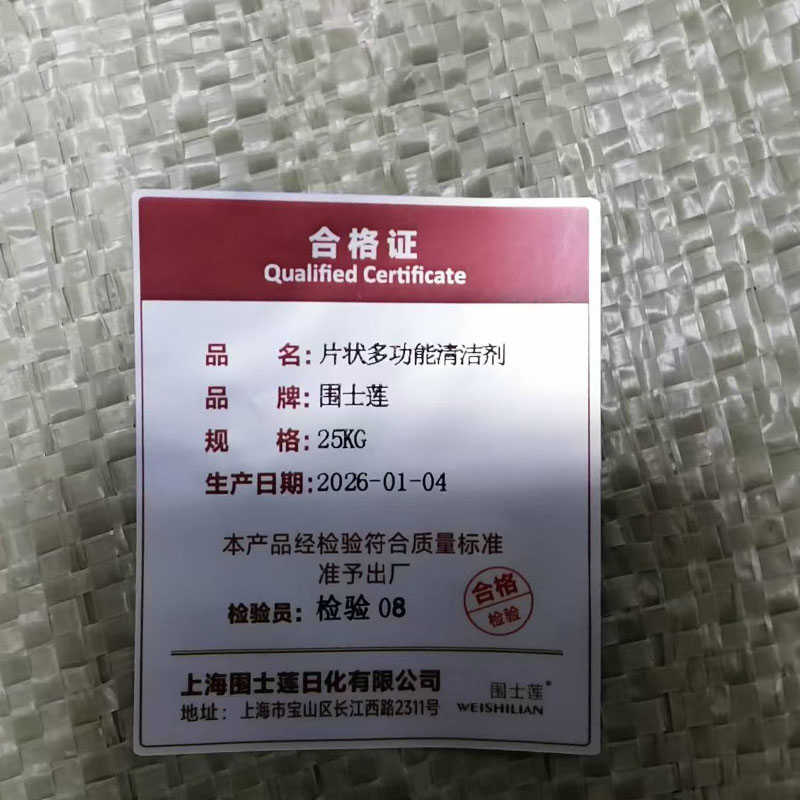 合格证
Qualified Certificate
品 名：片状多功能清洁剂
品 牌：围士莲
规 格：25KG
生产日期：2026-01-04
本产品经检验符合质量标准
准予出厂
检验员：检验 08
合格
检验
上海围士莲日化有限公司
地址：上海市宝山区长江西路2311号
围士莲®
WEISHILIAN